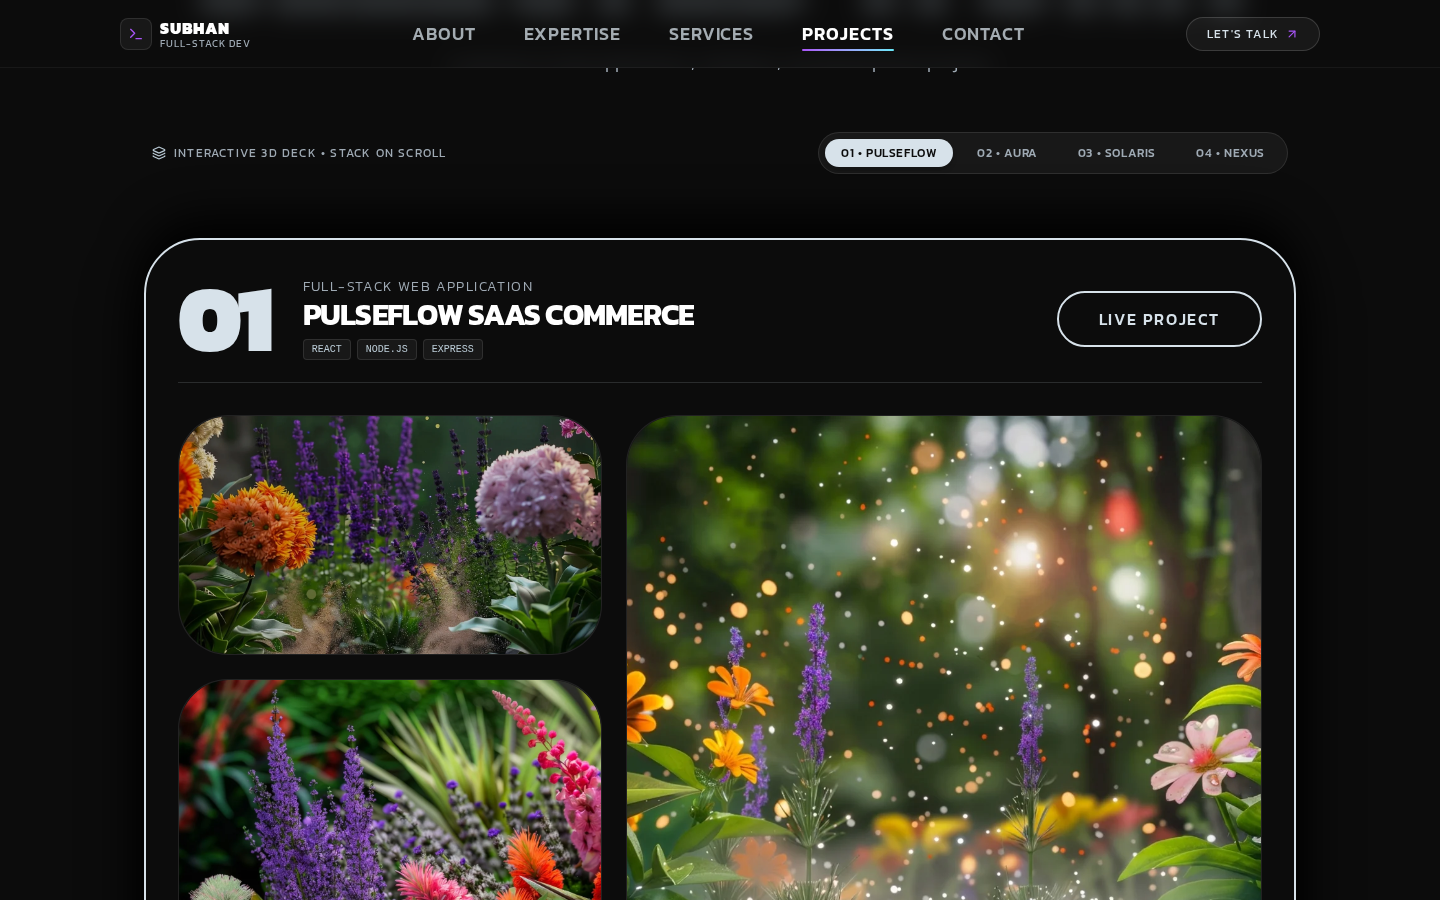 SUBHAN
FULL-STACK DEV
ABOUT
EXPERTISE
SERVICES
PROJECTS
CONTACT
LET'S TALK
INTERACTIVE 3D DECK • STACK ON SCROLL
01 • PULSEFLOW
02 • AURA
03 • SOLARIS
04 • NEXUS
01
FULL-STACK WEB APPLICATION
PULSEFLOW SAAS COMMERCE
REACT
NODE.JS
EXPRESS
LIVE PROJECT